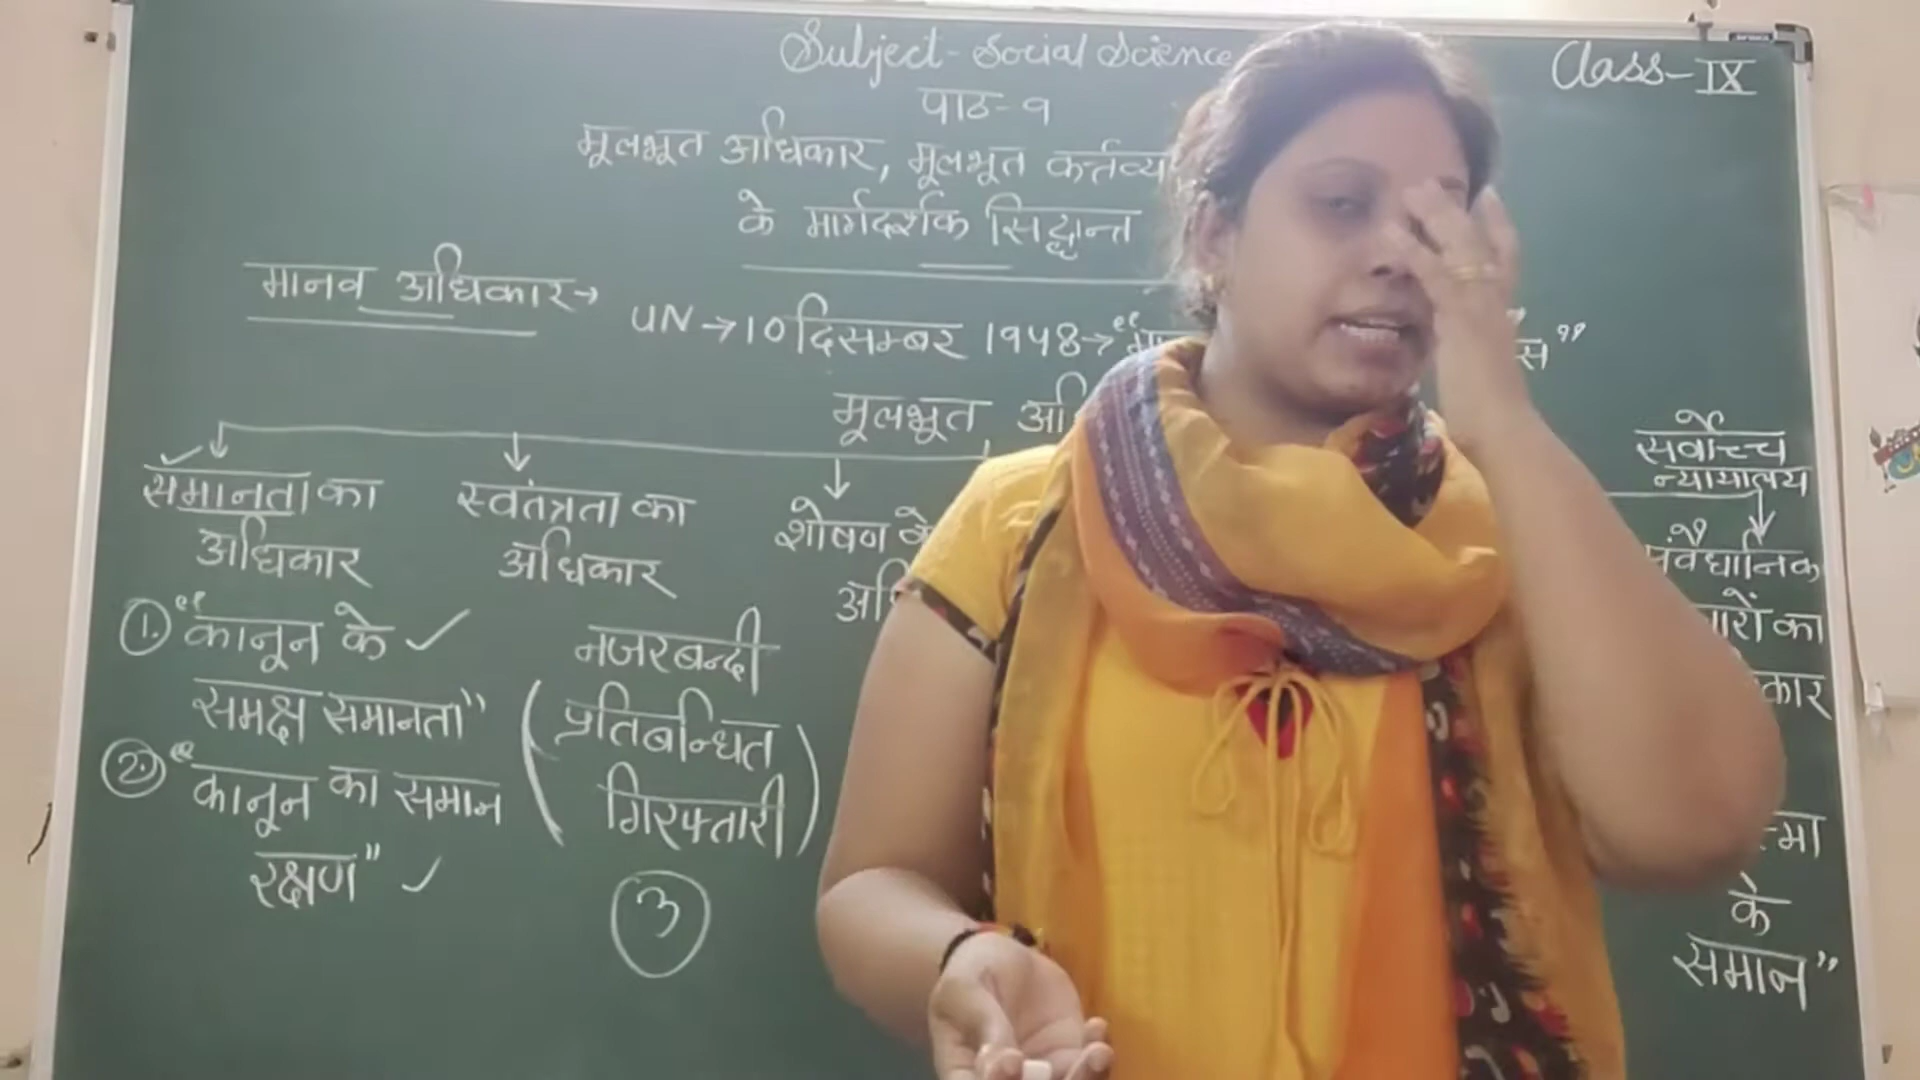 Subject - Social Science
Class - IX
पाठ - १
मूलभूत अधिकार, मूलभूत कर्त्तव्य
के मार्गदर्शक सिद्धान्त
मानव अधिकार →
UN → 10 दिसम्बर 1948 → "
स"
मूलभूत
सर्वोच्च
न्यायालय
समानता का
अधिकार
स्वतंत्रता का
अधिकार
शोषण के
संवैधानिक
का
1. "कानून के
समक्ष समानता"
2. "कानून का समान
रक्षण"
नजरबन्दी
(प्रतिबन्धित
गिरफ्तारी)
3
के
समान"